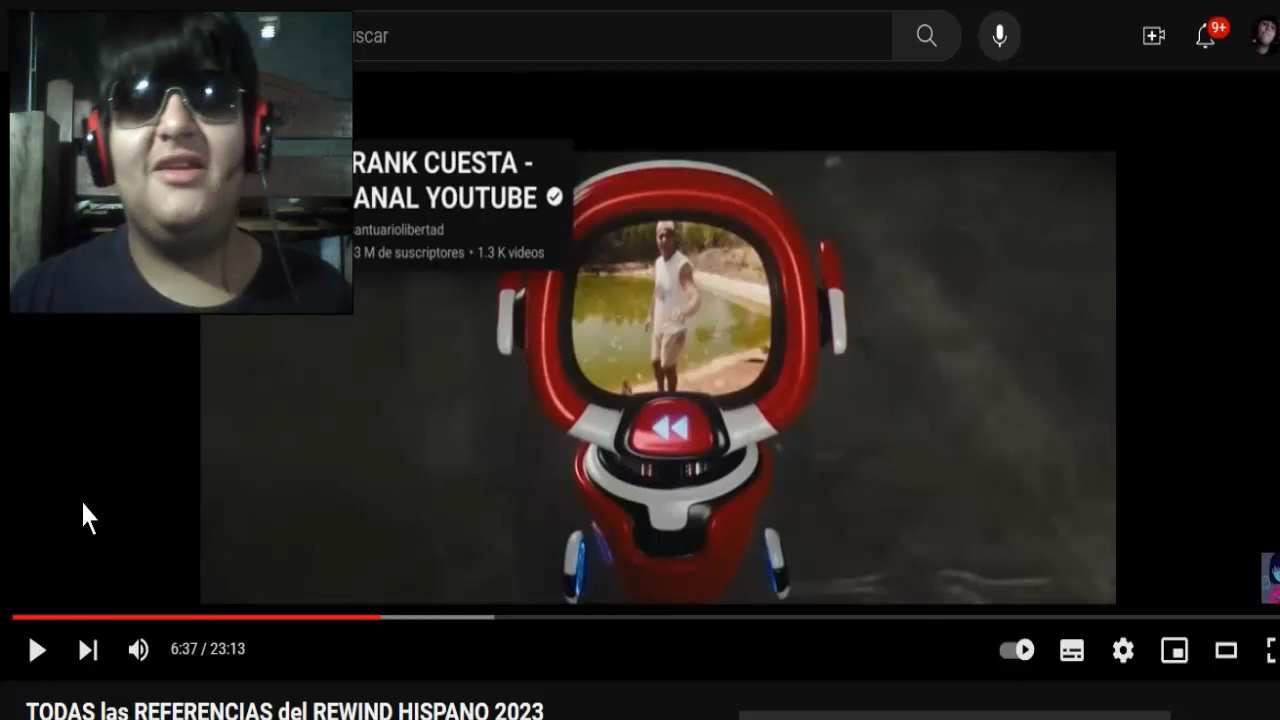 scar
9+
RANK CUESTA -
ANAL YOUTUBE
antuariolibertad
3 M de suscriptores • 1.3 K videos
6:37 / 23:13
TODAS las REFERENCIAS del REWIND HISPANO 2023